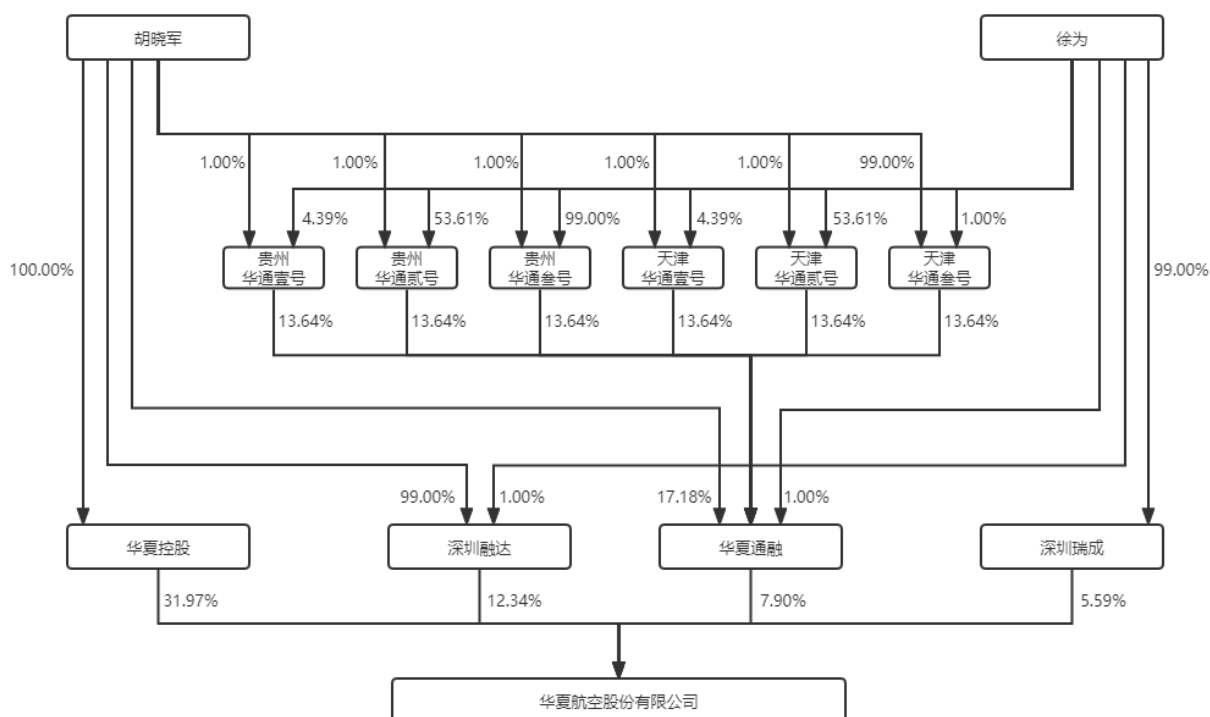 胡晓军
徐为
1.00%
1.00%
1.00%
1.00%
1.00%
99.00%
4.39%
53.61%
99.00%
4.39%
53.61%
1.00%
贵州
华通壹号
贵州
华通贰号
贵州
华通叁号
天津
华通壹号
天津
华通贰号
天津
华通叁号
100.00%
99.00%
13.64%
13.64%
13.64%
13.64%
13.64%
13.64%
99.00%
1.00%
17.18%
1.00%
华夏控股
深圳融达
华夏通融
深圳瑞成
31.97%
12.34%
7.90%
5.59%
华夏航空股份有限公司